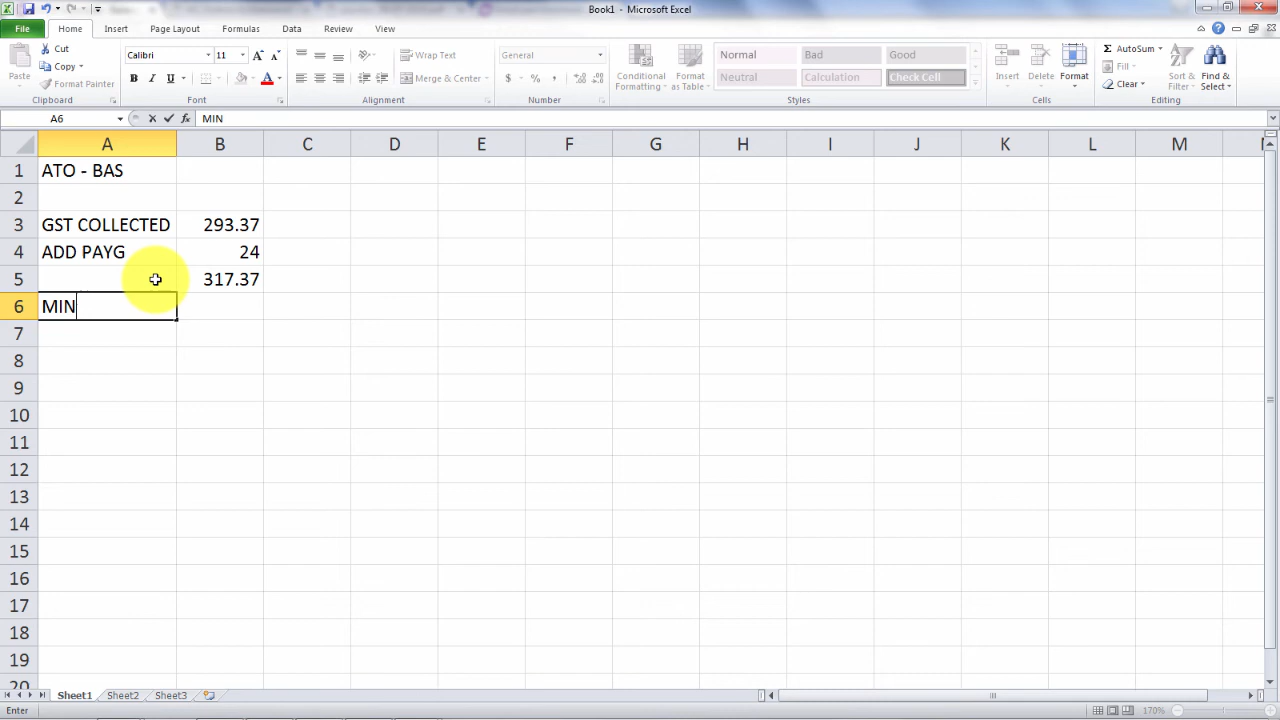 Book1 - Microsoft Excel
File Home Insert Page Layout Formulas Data Review View
Cut
Copy
Format Painter
Paste
Clipboard
Calibri 11
B I U
Font
Wrap Text
Merge & Center
Alignment
General
$ % ,
Number
Conditional Formatting
Format as Table
Normal Bad Good
Neutral Calculation Check Cell
Styles
Insert Delete Format
Cells
Σ AutoSum
Fill
Clear
Sort & Filter
Find & Select
Editing
A6 fx MIN
A B C D E F G H I J K L M
1 ATO - BAS
2
3 GST COLLECTED 293.37
4 ADD PAYG 24
5 317.37
6 MIN
7
8
9
10
11
12
13
14
15
16
17
18
19
20
Sheet1 Sheet2 Sheet3
Enter 170%